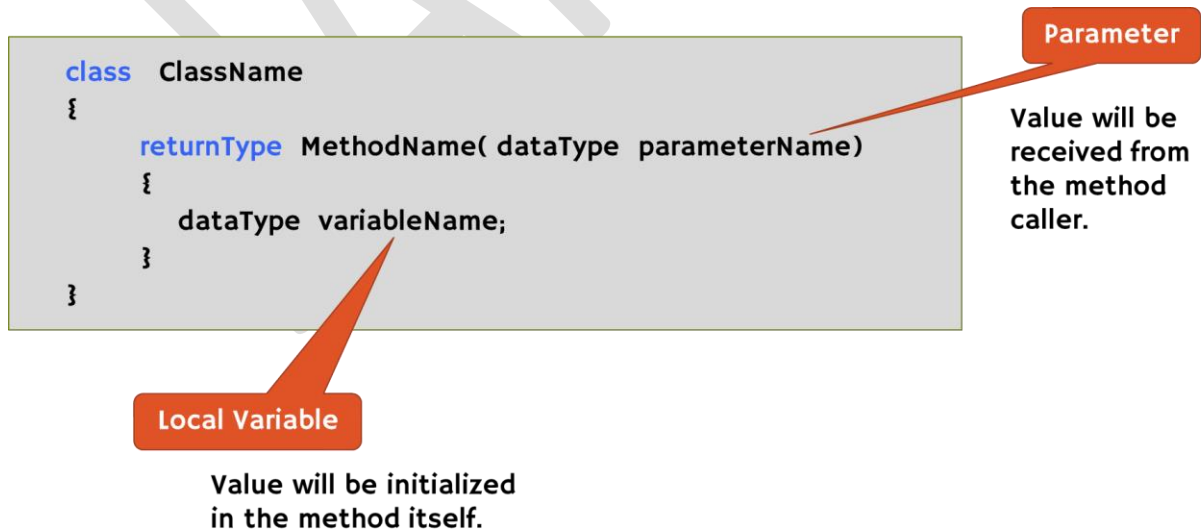 Parameter
class ClassName
{
returnType MethodName( dataType parameterName)
{
dataType variableName;
}
}
Value will be
received from
the method
caller.
Local Variable
Value will be initialized
in the method itself.